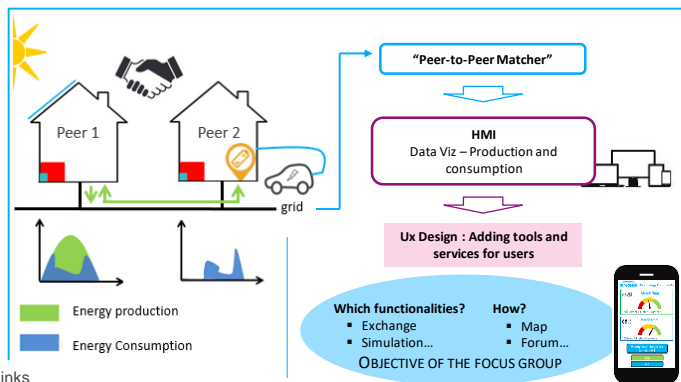 Peer 1
Peer 2
grid
Energy production
Energy Consumption
“Peer-to-Peer Matcher”
HMI
Data Viz – Production and
consumption
Ux Design : Adding tools and
services for users
Which functionalities?
▪ Exchange
▪ Simulation…
How?
▪ Map
▪ Forum…
OBJECTIVE OF THE FOCUS GROUP
inks